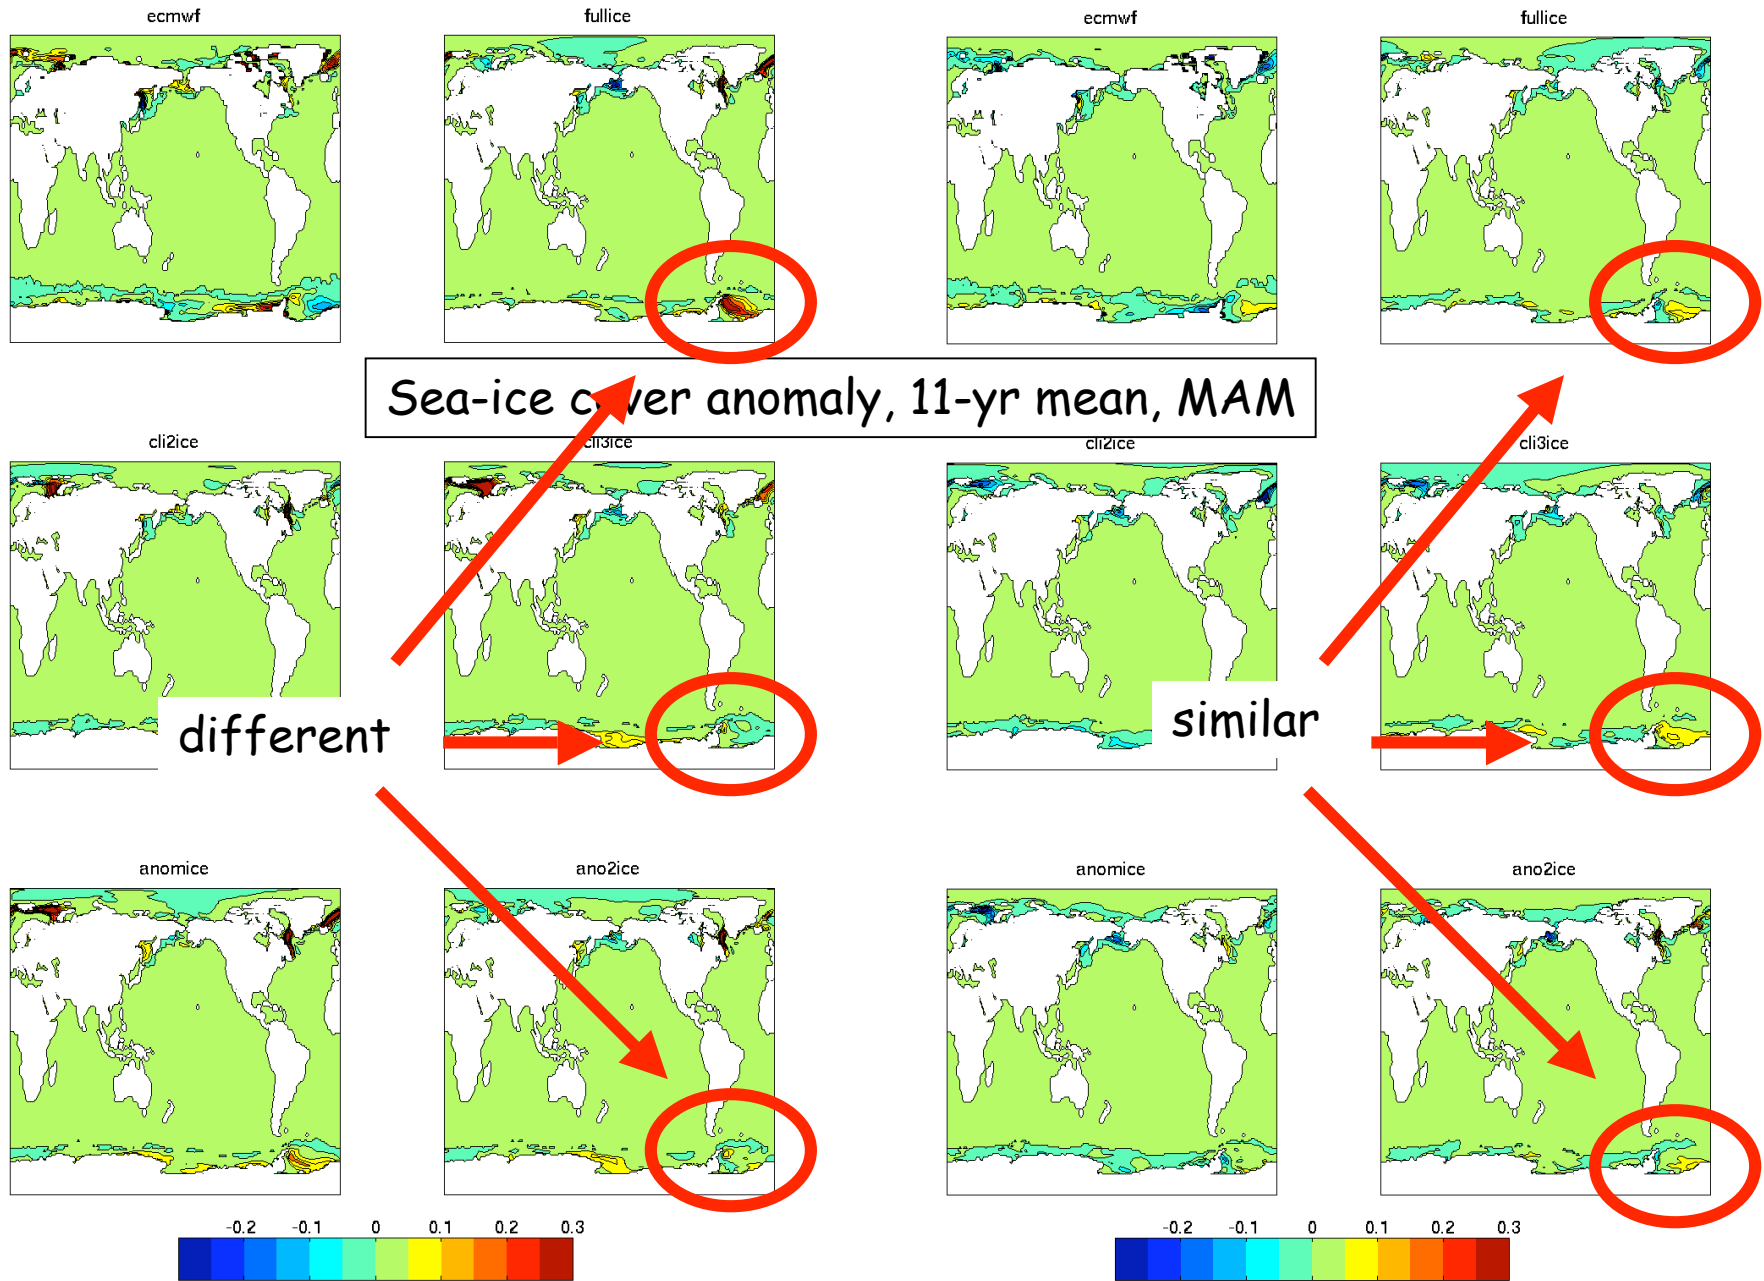 ecmwf fullice ecmwf fullice
Sea-ice cover anomaly, 11-yr mean, MAM
cli2ice cli3ice cli2ice cli3ice
different
similar
anomice ano2ice anomice ano2ice
-0.2 -0.1 0 0.1 0.2 0.3 -0.2 -0.1 0 0.1 0.2 0.3